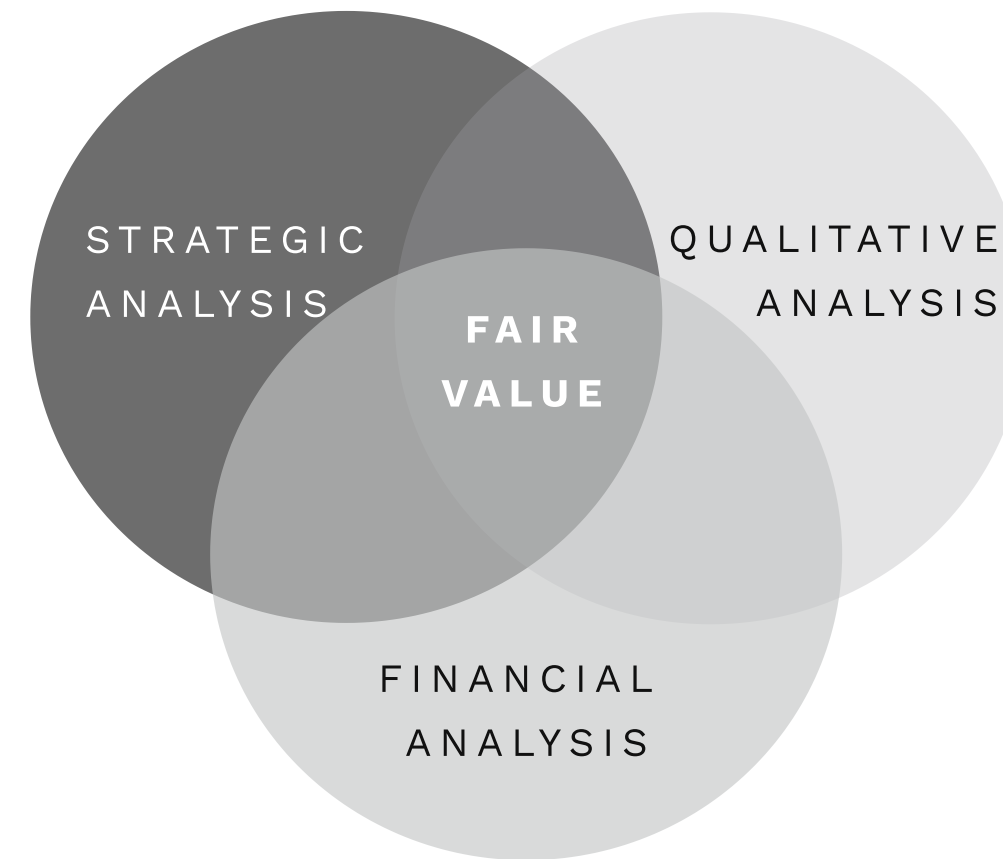 STRATEGIC
ANALYSIS
QUALITATIVE
ANALYSIS
FAIR
VALUE
FINANCIAL
ANALYSIS